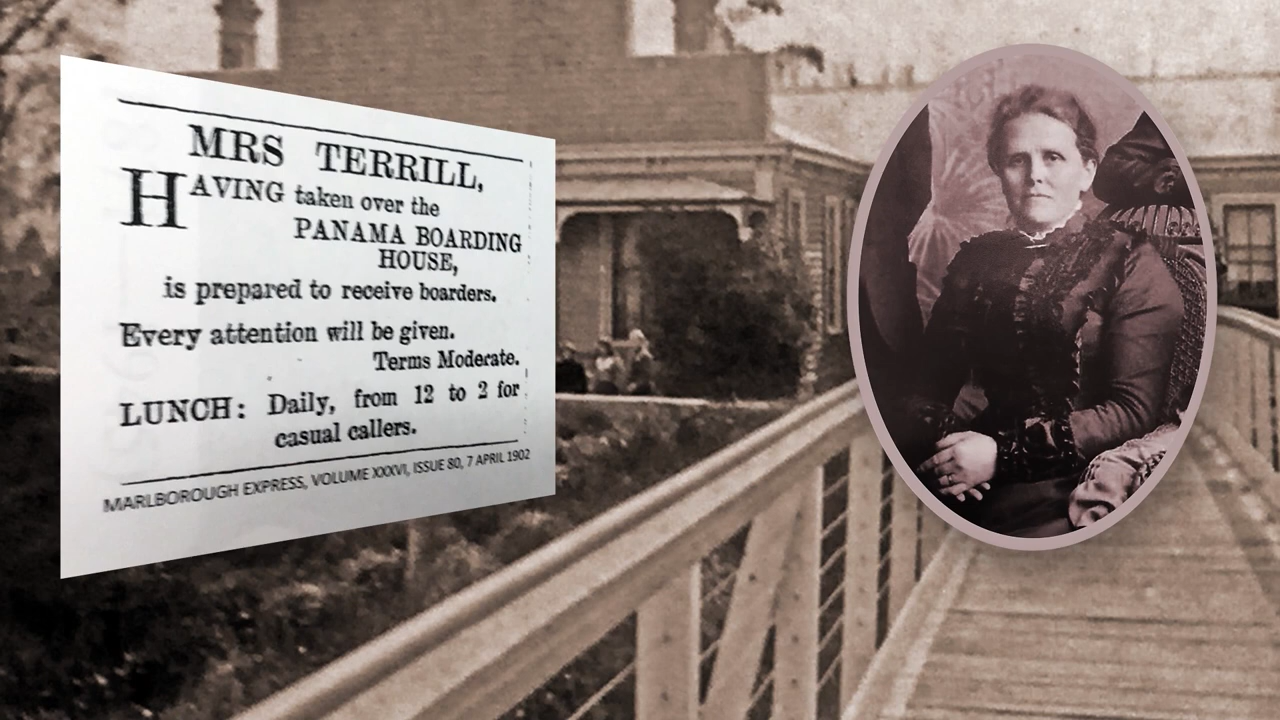 MRS TERRILL,
HAVING taken over the
PANAMA BOARDING
HOUSE,
is prepared to receive boarders.
Every attention will be given.
Terms Moderate.
LUNCH: Daily, from 12 to 2 for
casual callers.
MARLBOROUGH EXPRESS, VOLUME XXXVI, ISSUE 80, 7 APRIL 1902